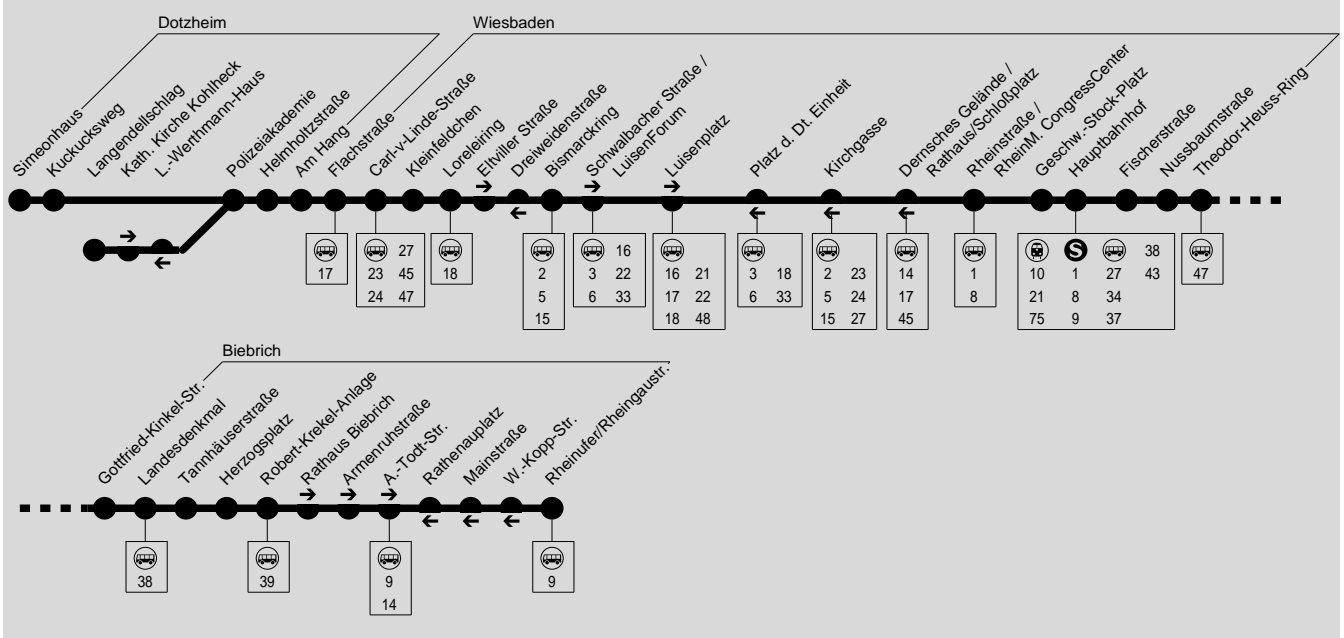 Dotzheim
Wiesbaden
Simeonhaus
Kuckucksweg
Langendellschlag
Kath. Kirche Kohlheck
L.-Werthmann-Haus
Polizeiakademie
Helmholtzstraße
Am Hang
Flachstraße
Carl-v-Linde-Straße
Kleinfeldchen
Loreleiring
Eltviller Straße
Dreiweidenstraße
Bismarckring
Schwalbacher Straße /
LuisenForum
Luisenplatz
Platz d. Dt. Einheit
Kirchgasse
Dernsches Gelände /
Rathaus/Schloßplatz
Rheinstraße /
RheinM. CongressCenter
Geschw.-Stock-Platz
Hauptbahnhof
Fischerstraße
Nussbaumstraße
Theodor-Heuss-Ring
17
27
23 45
24 47
18
2
5
15
16
3 22
6 33
16 21
17 22
18 48
3 18
6 33
2 23
5 24
15 27
14
17
45
1
8
S 38
10 1 27 43
21 8 34
75 9 37
47
Biebrich
Gottfried-Kinkel-Str.
Landesdenkmal
Tannhäuserstraße
Herzogsplatz
Robert-Krekel-Anlage
Rathaus Biebrich
Armenruhstraße
A.-Todt-Str.
Rathenauplatz
Mainstraße
W.-Kopp-Str.
Rheinufer/Rheingaustr.
38
39
9
14
9